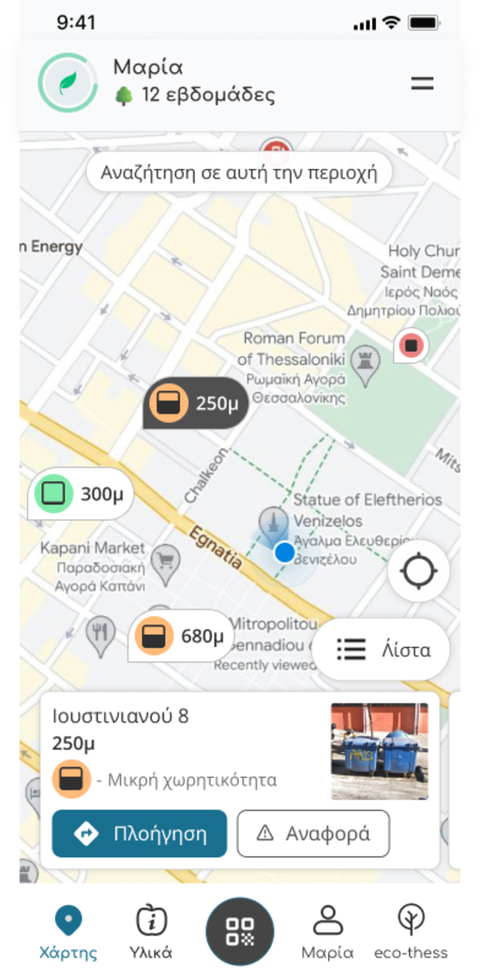 9:41
Μαρία
12 εβδομάδες
Αναζήτηση σε αυτή την περιοχή
n Energy
Holy Chur
Saint Deme
Ιερός Ναός
Δημητρίου Πολιού
Roman Forum
of Thessaloniki
Ρωμαϊκή Αγορά
Θεσσαλονίκης
250μ
Chalkeon
Mits
300μ
Statue of Eleftherios
Venizelos
Άγαλμα Ελευθερίο
Βενιζέλου
Egnatia
Kapani Market
Παραδοσιακή
Αγορά Καπάνι
680μ
Mitropolitou
Gennadiou
Recently viewed
Λίστα
Ιουστινιανού 8
250μ
- Μικρή χωρητικότητα
Πλοήγηση
Αναφορά
Χάρτης
Υλικά
Μαρία
eco-thess